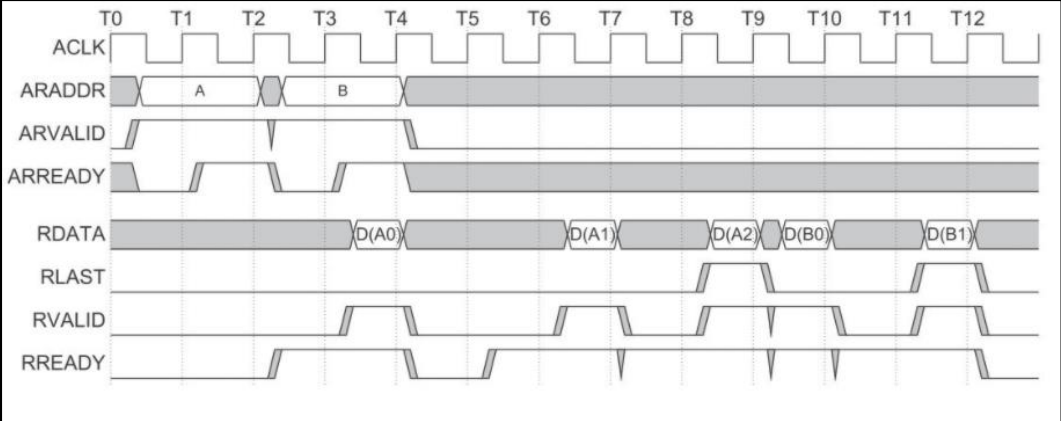 T0 T1 T2 T3 T4 T5 T6 T7 T8 T9 T10 T11 T12
ACLK
ARADDR A B
ARVALID
ARREADY
RDATA D(A0) D(A1) D(A2) D(B0) D(B1)
RLAST
RVALID
RREADY